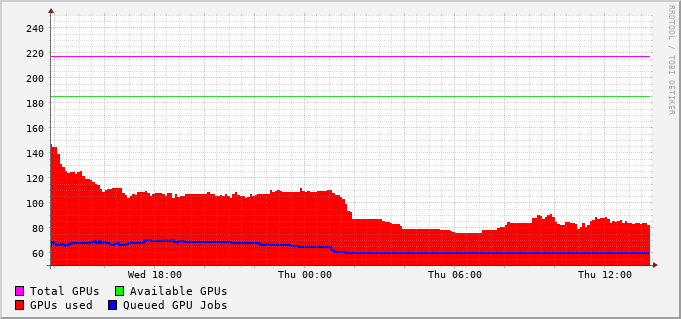 240
220
200
180
160
140
120
100
80
60
Wed 18:00 Thu 00:00 Thu 06:00 Thu 12:00
Total GPUs Available GPUs
GPUs used Queued GPU Jobs
RRDTOOL / TOBI OETIKER